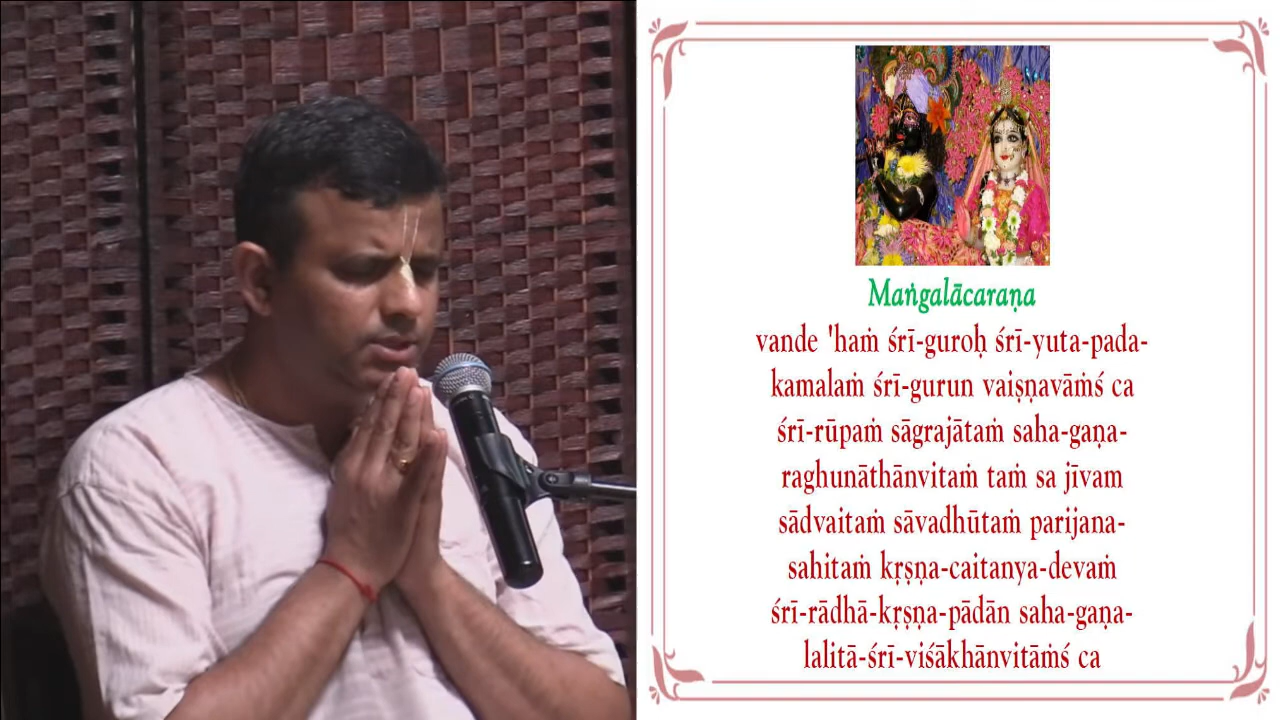 Maṅgalācaraṇa
vande 'haṁ śrī-guroḥ śrī-yuta-pada-
kamalaṁ śrī-gurun vaiṣṇavāṁś ca
śrī-rūpaṁ sāgrajātaṁ saha-gaṇa-
raghunāthānvitaṁ taṁ sa jīvam
sādvaitaṁ sāvadhūtaṁ parijana-
sahitaṁ kṛṣṇa-caitanya-devaṁ
śrī-rādhā-kṛṣṇa-pādān saha-gaṇa-
lalitā-śrī-viśākhānvitāṁś ca